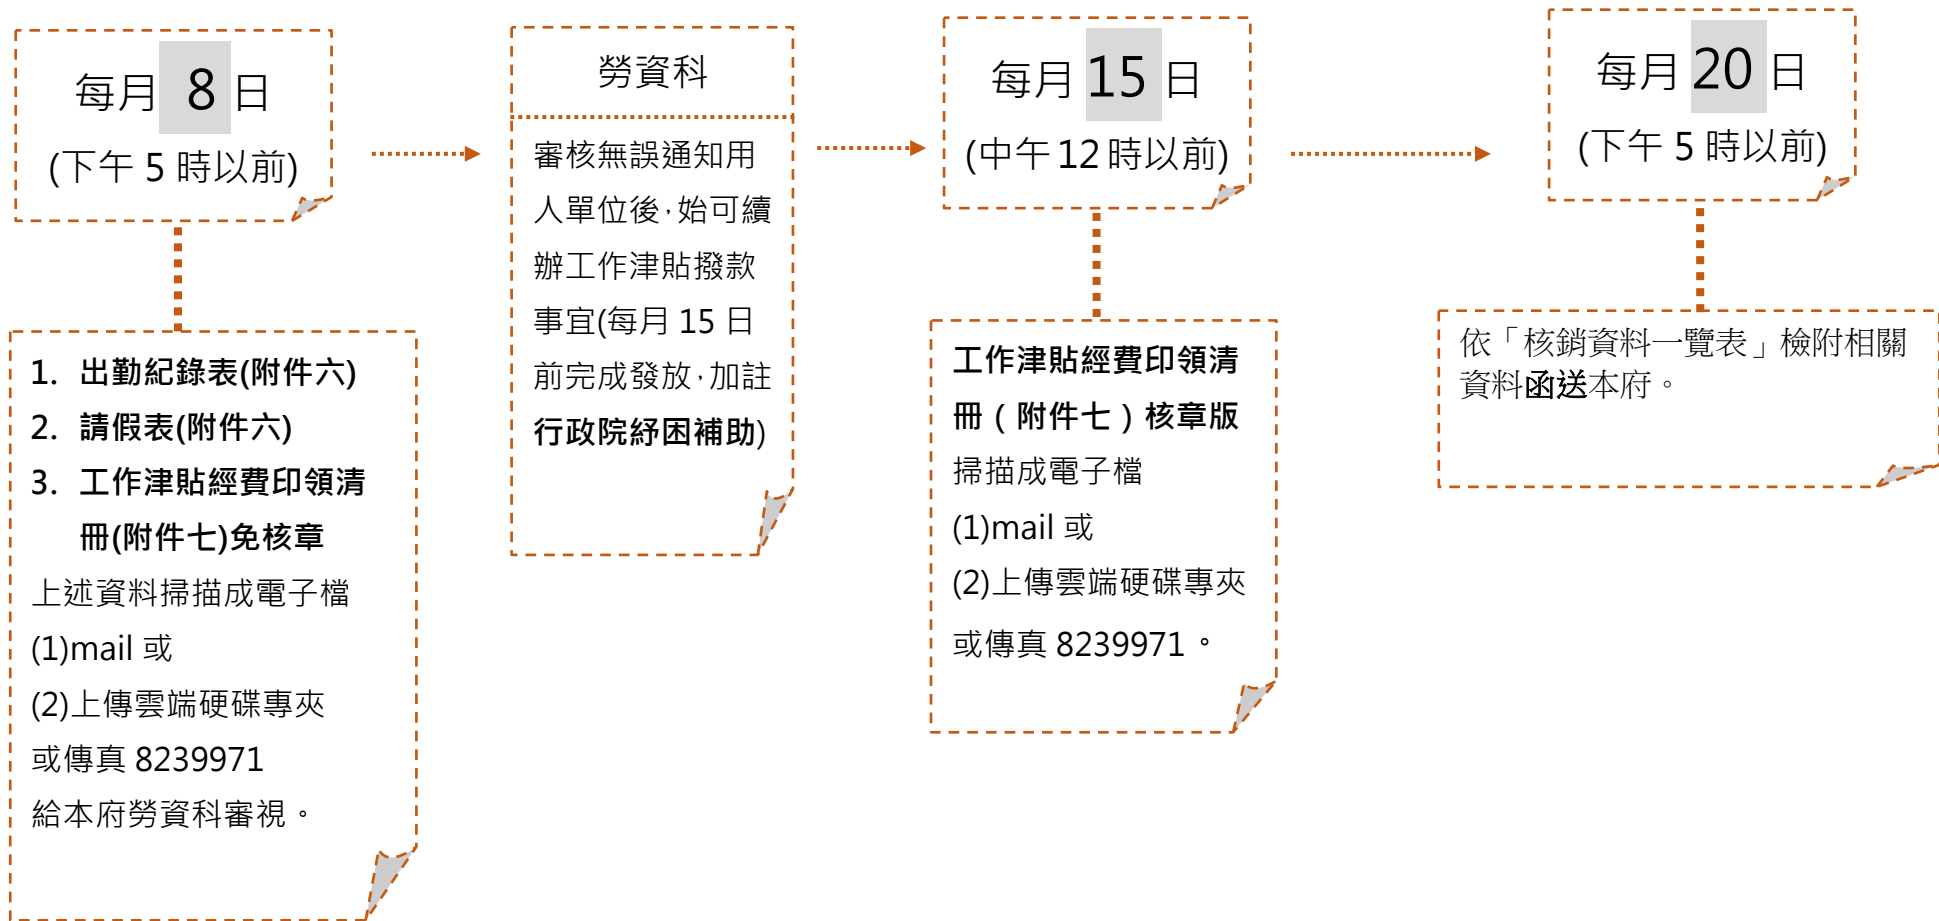 每月 8 日
(下午 5 時以前)
1. 出勤紀錄表(附件六)
2. 請假表(附件六)
3. 工作津貼經費印領清
冊(附件七)免核章
上述資料掃描成電子檔
(1)mail 或
(2)上傳雲端硬碟專夾
或傳真 8239971
給本府勞資科審視。
勞資科
審核無誤通知用
人單位後,始可續
辦工作津貼撥款
事宜(每月 15 日
前完成發放,加註
行政院紓困補助)
每月 15 日
(中午 12 時以前)
工作津貼經費印領清
冊(附件七)核章版
掃描成電子檔
(1)mail 或
(2)上傳雲端硬碟專夾
或傳真 8239971。
每月 20 日
(下午 5 時以前)
依「核銷資料一覽表」檢附相關
資料函送本府。